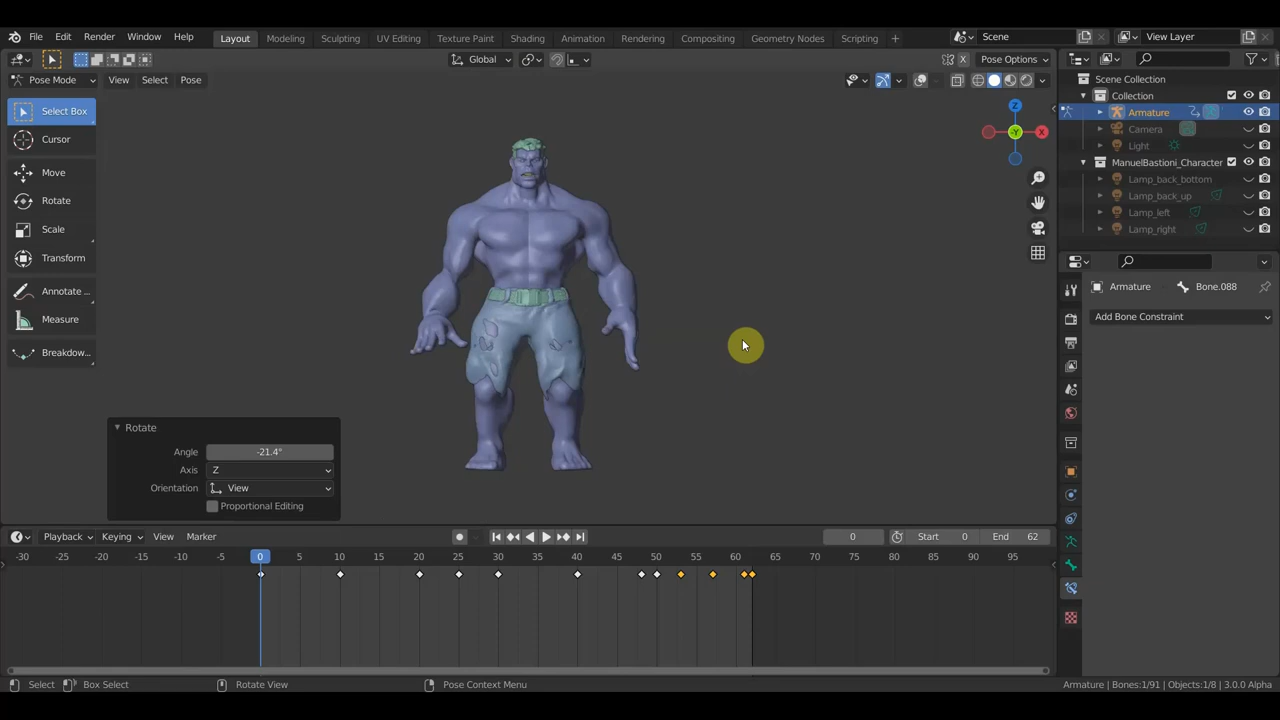 File Edit Render Window Help Layout Modeling Sculpting UV Editing Texture Paint Shading Animation Rendering Compositing Geometry Nodes Scripting + Scene View Layer
Global Pose Options
Pose Mode View Select Pose
Scene Collection
Collection
Armature
Camera
Light
ManuelBastioni_Character
Lamp_back_bottom
Lamp_back_up
Lamp_left
Lamp_right
Select Box
Cursor
Move
Rotate
Scale
Transform
Annotate ...
Measure
Breakdow...
X
Z
-Y
X
Armature Bone.088
Add Bone Constraint
Rotate
Angle -21.4°
Axis Z
Orientation View
Proportional Editing
Playback Keying View Marker 0 Start 0 End 62
-30 -25 -20 -15 -10 -5 0 5 10 15 20 25 30 35 40 45 50 55 60 65 70 75 80 85 90 95
Select Box Select Rotate View Pose Context Menu Armature | Bones:1/91 | Objects:1/8 | 3.0.0 Alpha